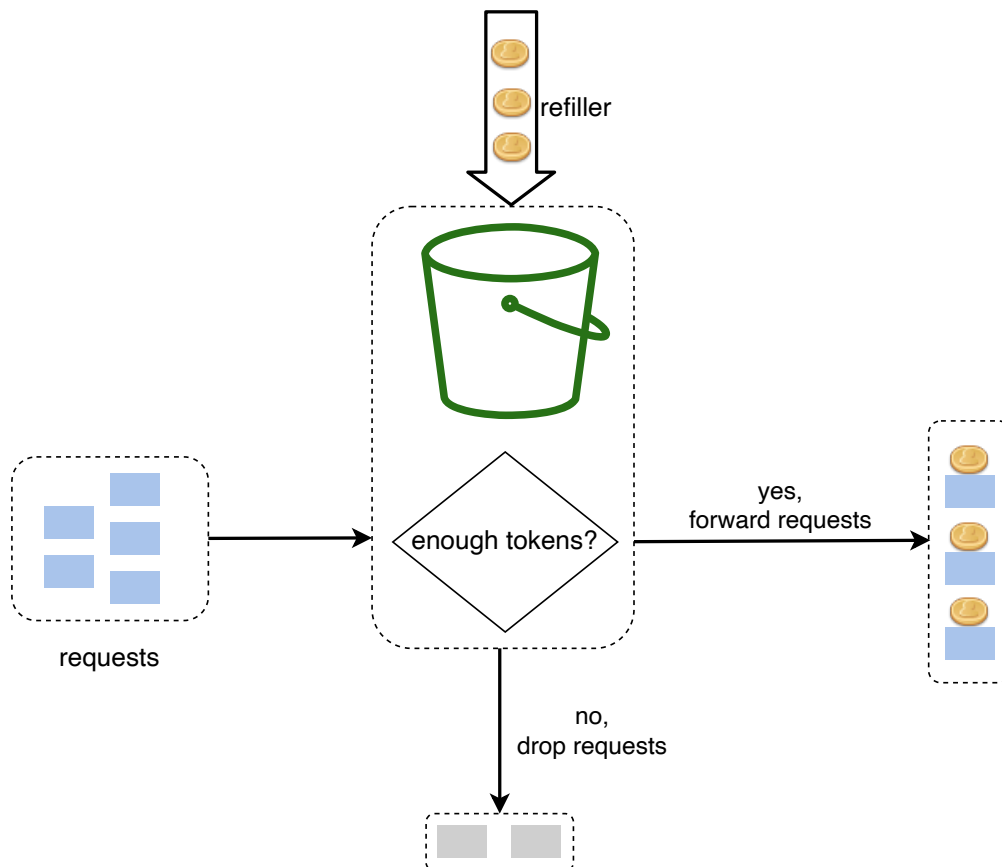 refiller
enough tokens?
yes,
forward requests
requests
no,
drop requests